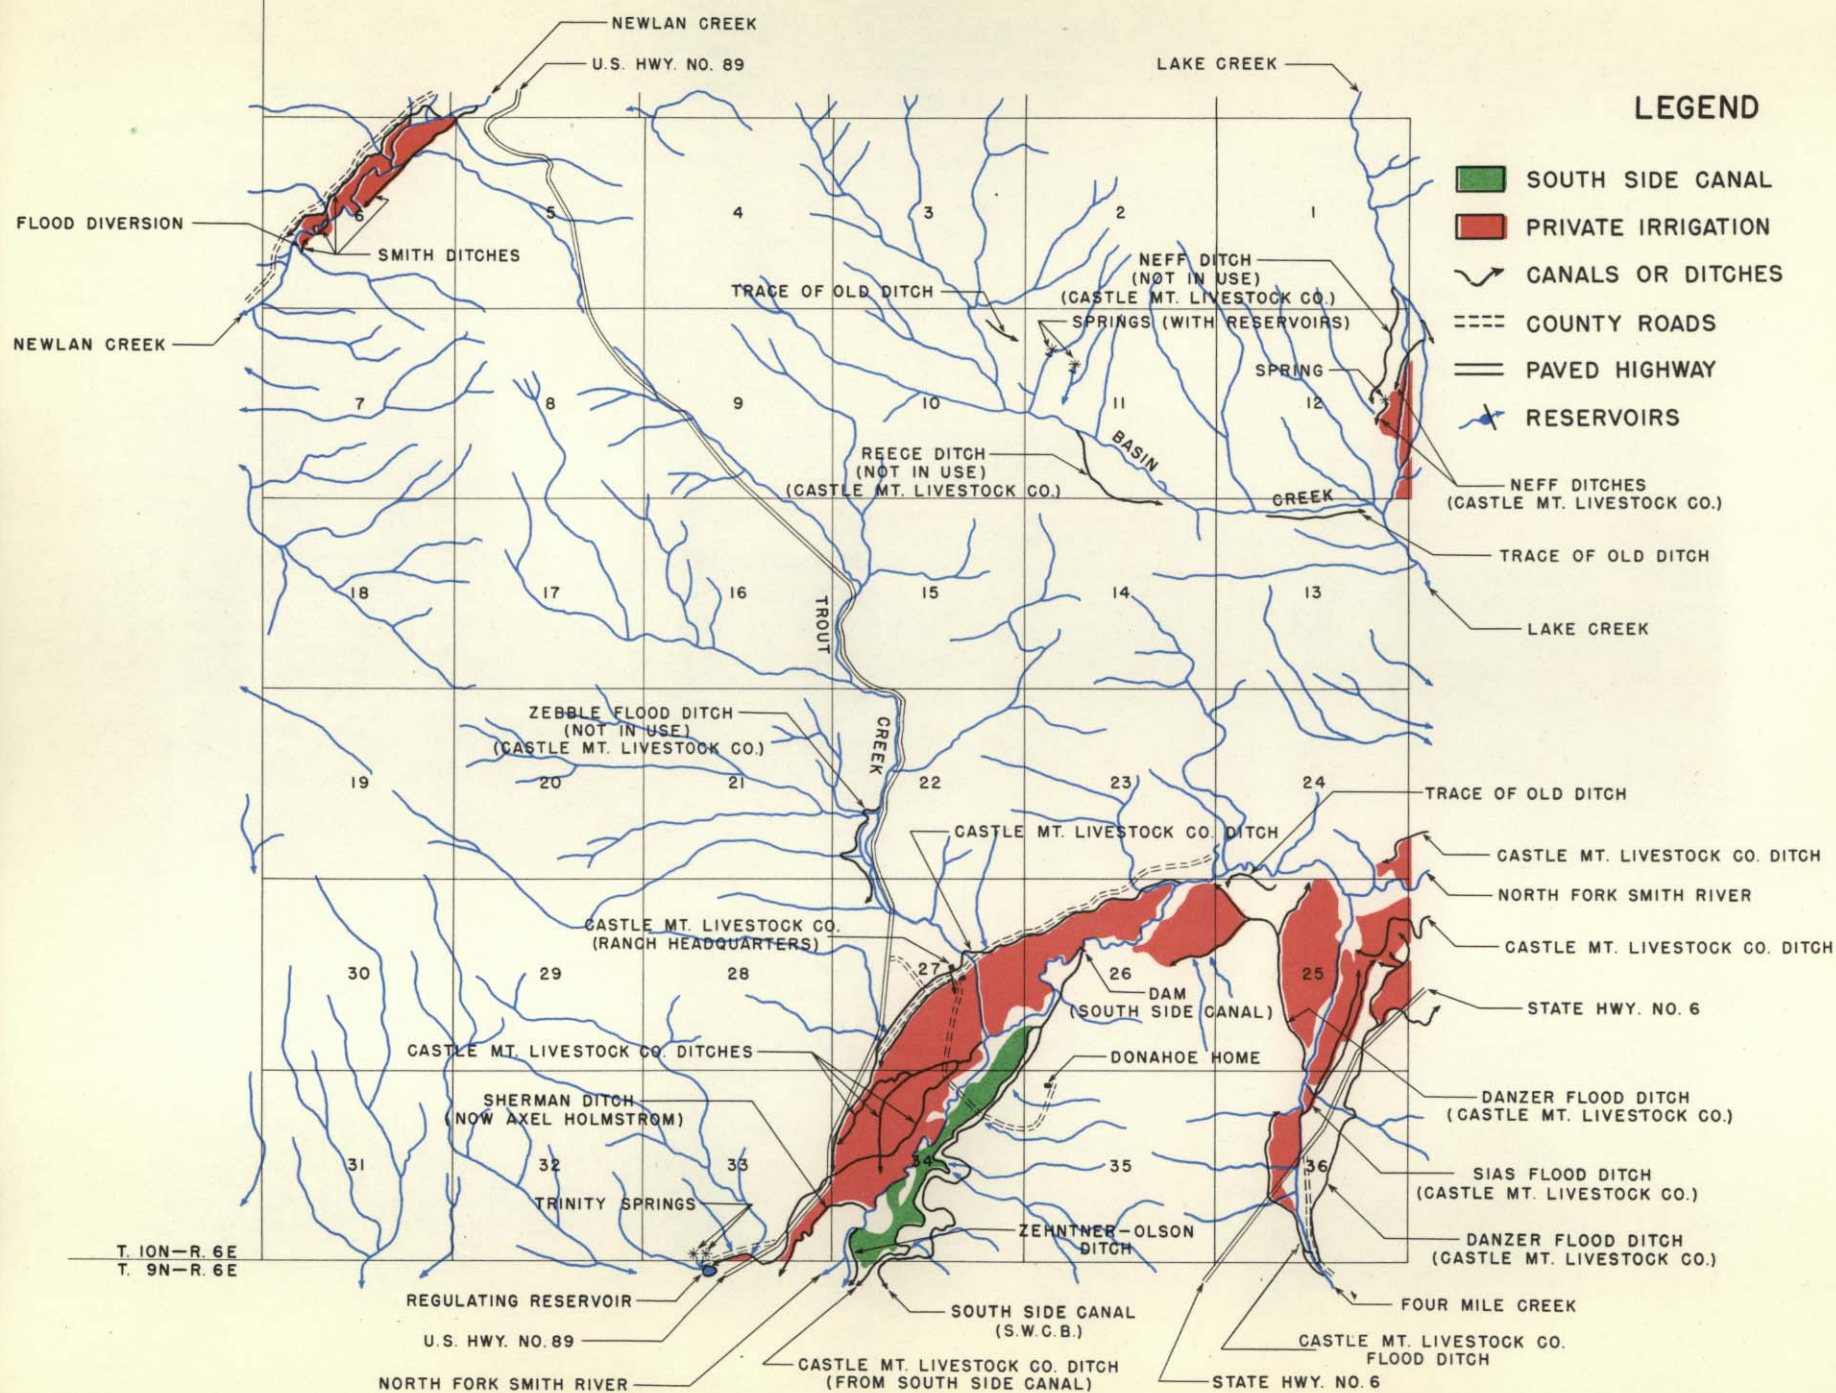 NEWLAN CREEK
U.S. HWY. NO. 89
LAKE CREEK
LEGEND
SOUTH SIDE CANAL
PRIVATE IRRIGATION
CANALS OR DITCHES
COUNTY ROADS
PAVED HIGHWAY
RESERVOIRS
6
5
4
3
2
1
FLOOD DIVERSION
SMITH DITCHES
NEWLAN CREEK
TRACE OF OLD DITCH
NEFF DITCH
(NOT IN USE)
(CASTLE MT. LIVESTOCK CO.)
SPRINGS (WITH RESERVOIRS)
SPRING
7
8
9
10
11
12
BASIN
CREEK
REECE DITCH
(NOT IN USE)
(CASTLE MT. LIVESTOCK CO.)
NEFF DITCHES
(CASTLE MT. LIVESTOCK CO.)
TRACE OF OLD DITCH
18
17
16
15
14
13
TROUT
CREEK
LAKE CREEK
ZEBBLE FLOOD DITCH
(NOT IN USE)
(CASTLE MT. LIVESTOCK CO.)
19
20
21
22
23
24
TRACE OF OLD DITCH
CASTLE MT. LIVESTOCK CO. DITCH
CASTLE MT. LIVESTOCK CO. DITCH
NORTH FORK SMITH RIVER
CASTLE MT. LIVESTOCK CO.
(RANCH HEADQUARTERS)
CASTLE MT. LIVESTOCK CO. DITCH
30
29
28
27
26
25
DAM
(SOUTH SIDE CANAL)
STATE HWY. NO. 6
CASTLE MT. LIVESTOCK CO. DITCHES
DONAHOE HOME
SHERMAN DITCH
(NOW AXEL HOLMSTROM)
DANZER FLOOD DITCH
(CASTLE MT. LIVESTOCK CO.)
31
32
33
34
35
36
SIAS FLOOD DITCH
(CASTLE MT. LIVESTOCK CO.)
TRINITY SPRINGS
ZEHNTNER-OLSON
DITCH
DANZER FLOOD DITCH
(CASTLE MT. LIVESTOCK CO.)
T. 10N-R. 6E
T. 9N-R. 6E
REGULATING RESERVOIR
SOUTH SIDE CANAL
(S.W.C.B.)
FOUR MILE CREEK
U.S. HWY. NO. 89
CASTLE MT. LIVESTOCK CO.
FLOOD DITCH
CASTLE MT. LIVESTOCK CO. DITCH
(FROM SOUTH SIDE CANAL)
NORTH FORK SMITH RIVER
STATE HWY. NO. 6